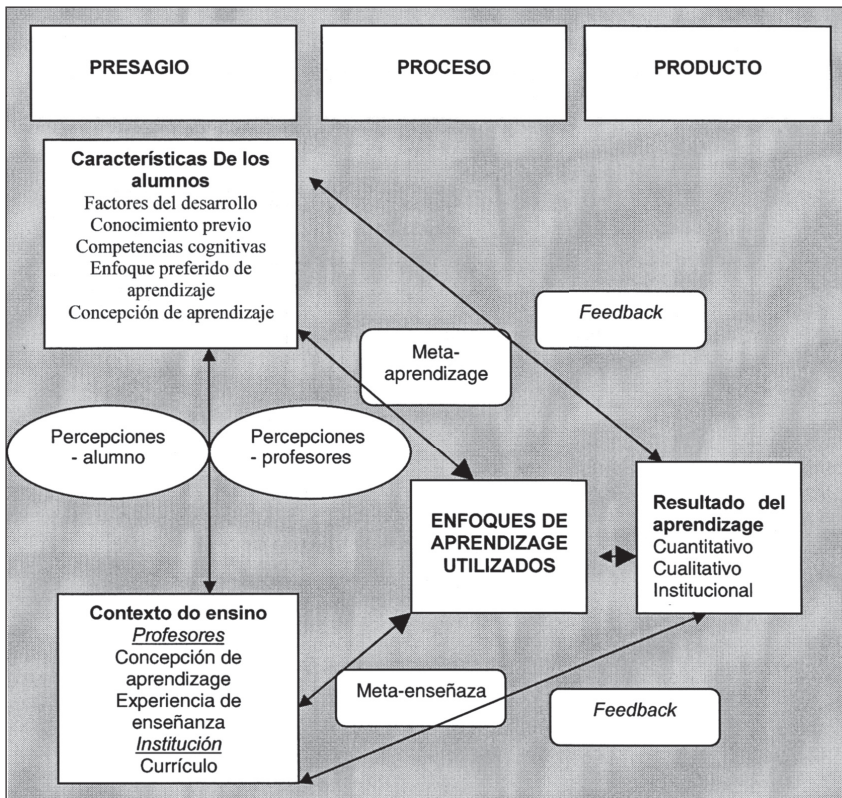 PRESAGIO
PROCESO
PRODUCTO
Características De los
alumnos
Factores del desarrollo
Conocimiento previo
Competencias cognitivas
Enfoque preferido de
aprendizaje
Concepción de aprendizaje
Feedback
Meta-
aprendizage
Percepciones
- alumno
Percepciones
- profesores
ENFOQUES DE
APRENDIZAGE
UTILIZADOS
Resultado del
aprendizage
Cuantitativo
Cualitativo
Institucional
Contexto do ensino
Profesores
Concepción de
aprendizage
Experiencia de
enseñanza
Institución
Currículo
Meta-enseñaza
Feedback